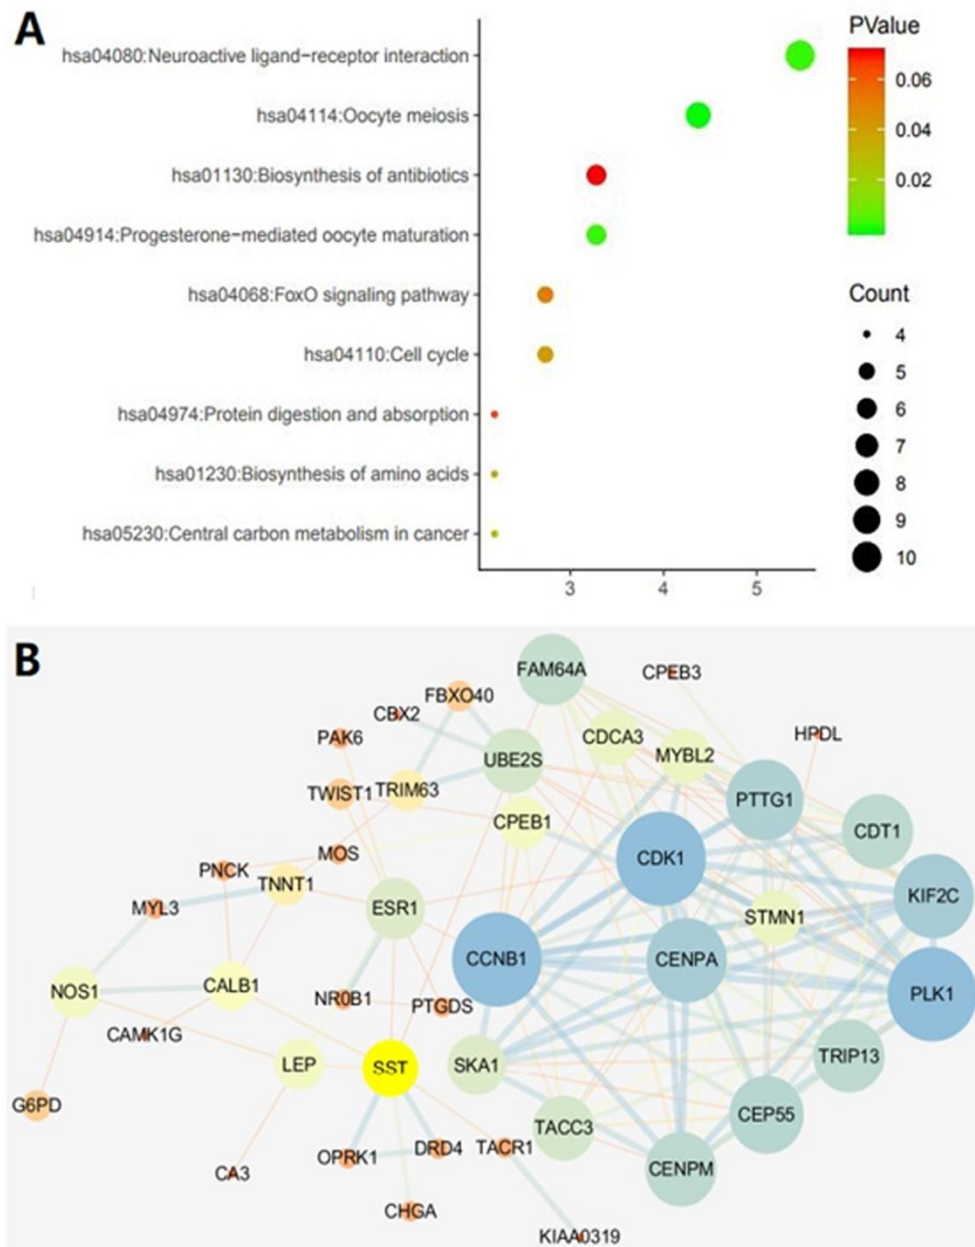 A
hsa04080:Neuroactive ligand−receptor interaction
hsa04114:Oocyte meiosis
hsa01130:Biosynthesis of antibiotics
hsa04914:Progesterone−mediated oocyte maturation
hsa04068:FoxO signaling pathway
hsa04110:Cell cycle
hsa04974:Protein digestion and absorption
hsa01230:Biosynthesis of amino acids
hsa05230:Central carbon metabolism in cancer
3 4 5
PValue
0.06
0.04
0.02
Count
4
5
6
7
8
9
10
B
FAM64A
CPEB3
FBXO40
CBX2
HPDL
PAK6
CDCA3
MYBL2
UBE2S
TWIST1
TRIM63
PTTG1
CPEB1
CDT1
MOS
CDK1
PNCK
TNNT1
KIF2C
MYL3
ESR1
STMN1
CCNB1
CENPA
NOS1
CALB1
NR0B1
PTGDS
PLK1
CAMK1G
LEP
SST
SKA1
TRIP13
G6PD
CEP55
TACC3
OPRK1
DRD4
TACR1
CA3
CENPM
CHGA
KIAA0319